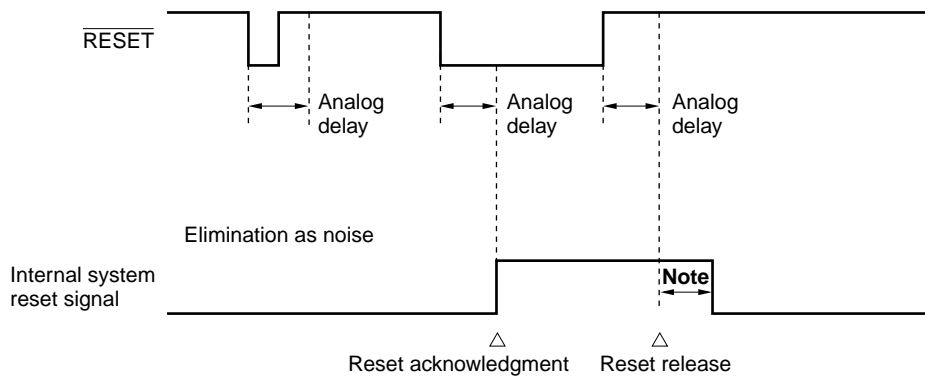 RESET
Analog
delay
Analog
delay
Analog
delay
Elimination as noise
Internal system
reset signal
Note
Reset acknowledgment
Reset release